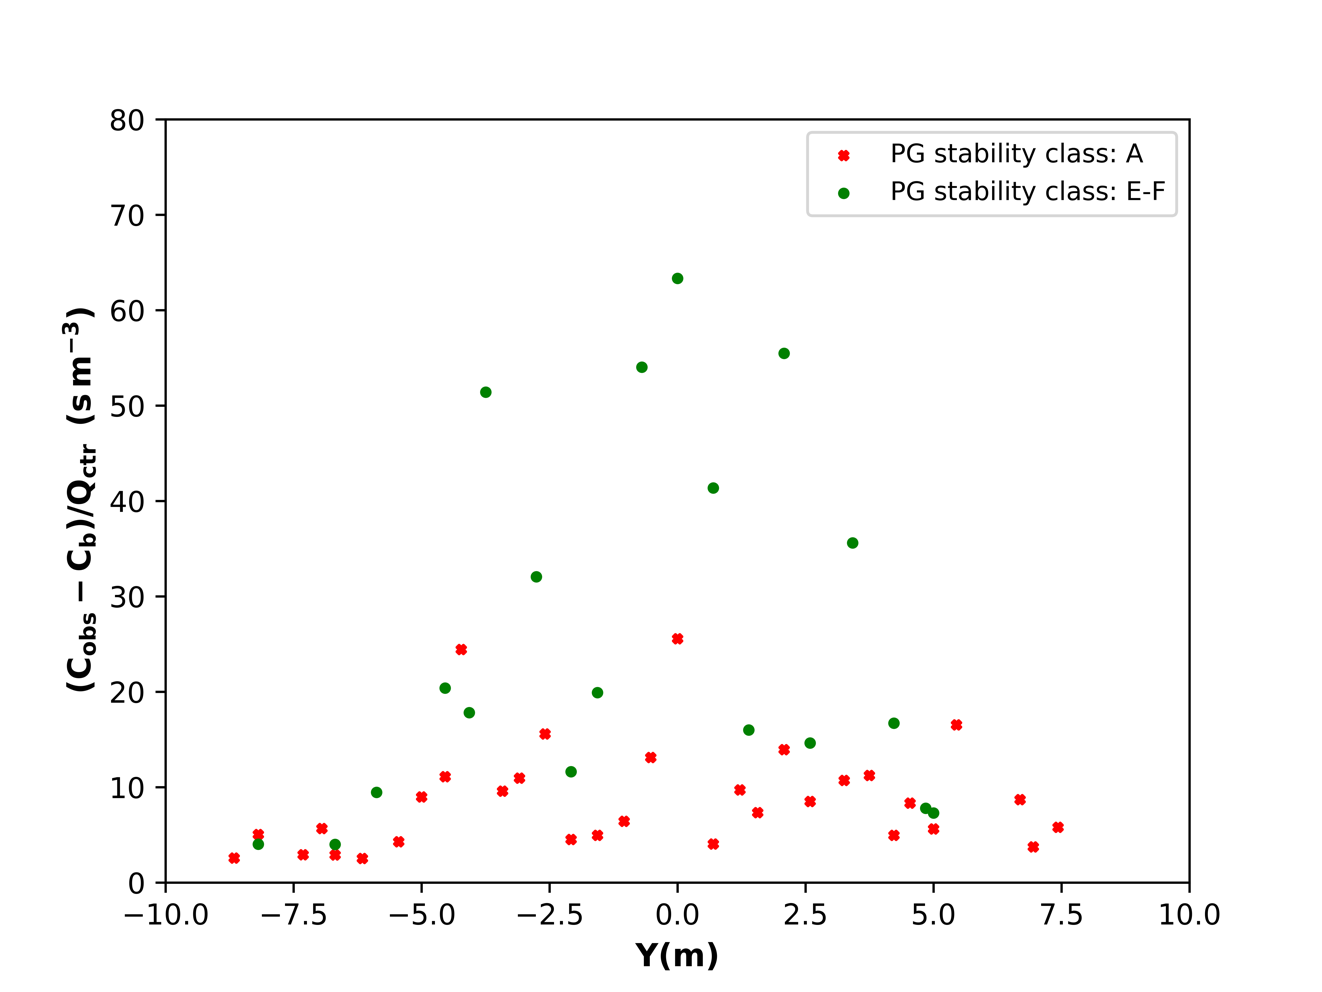 80
70
60
50
40
30
20
10
0
−10.0 −7.5 −5.0 −2.5 0.0 2.5 5.0 7.5 10.0
Y(m)
(C_obs − C_b)/Q_ctr (s m⁻³)
PG stability class: A
PG stability class: E-F